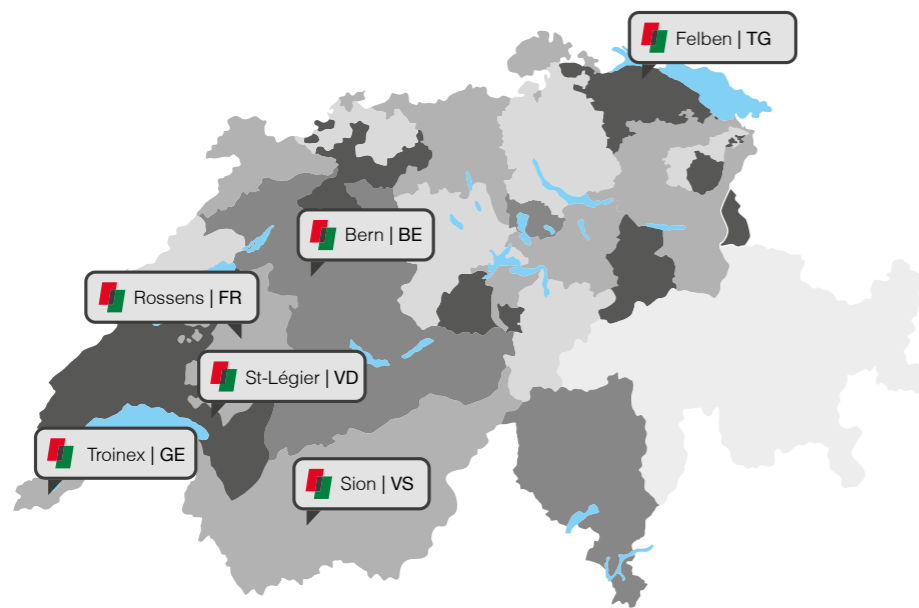 Felben | TG
Bern | BE
Rossens | FR
St-Légier | VD
Troinex | GE
Sion | VS